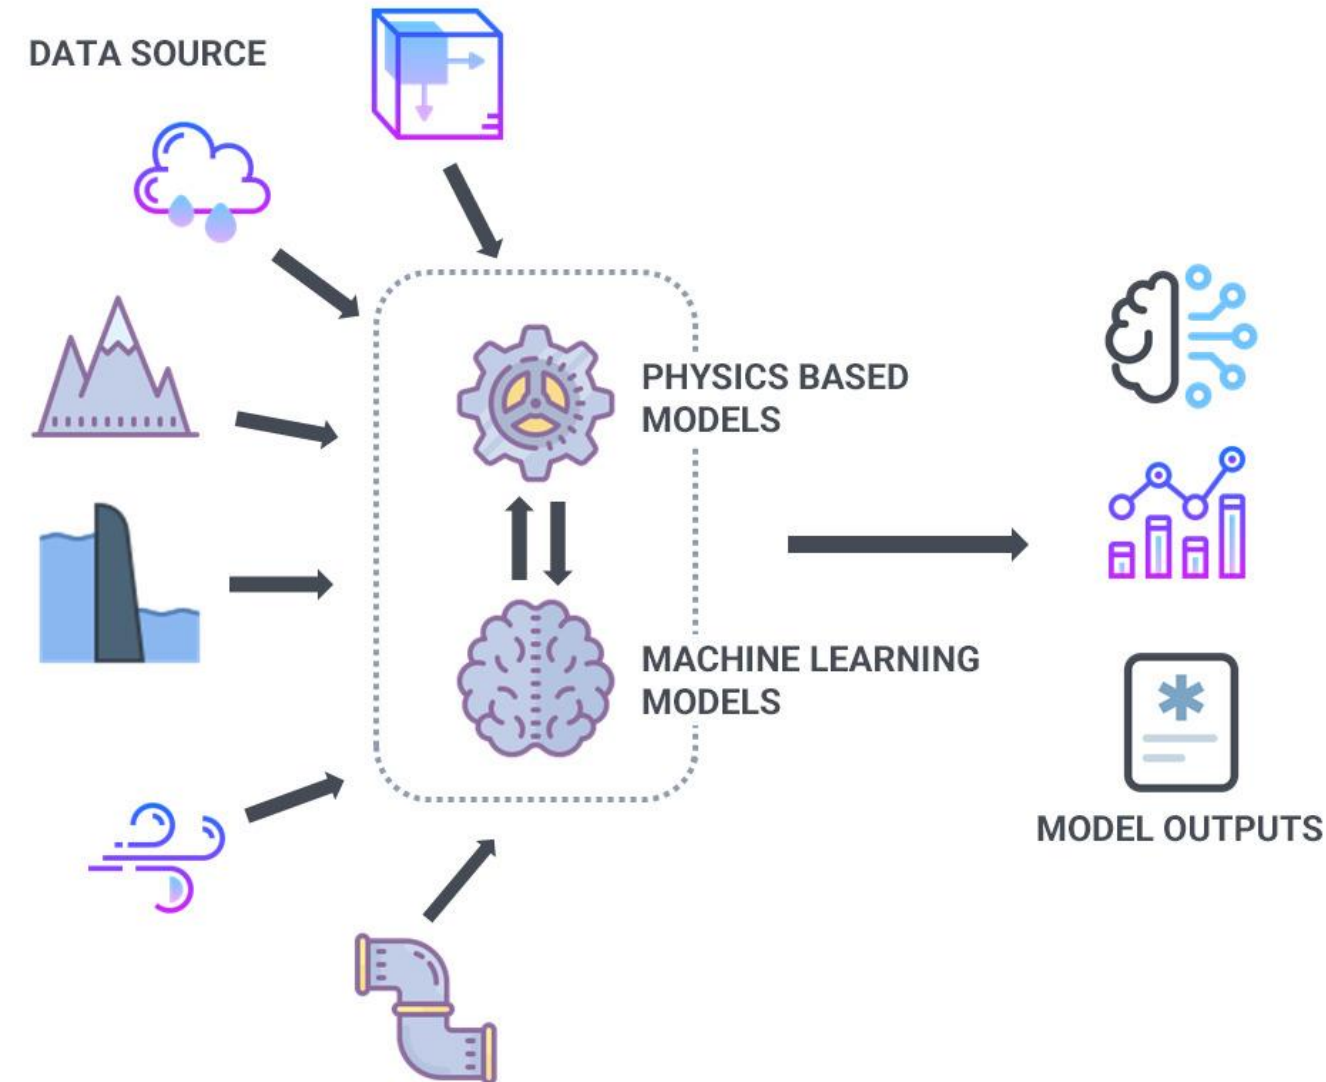 DATA SOURCE
PHYSICS BASED
MODELS
MACHINE LEARNING
MODELS
MODEL OUTPUTS